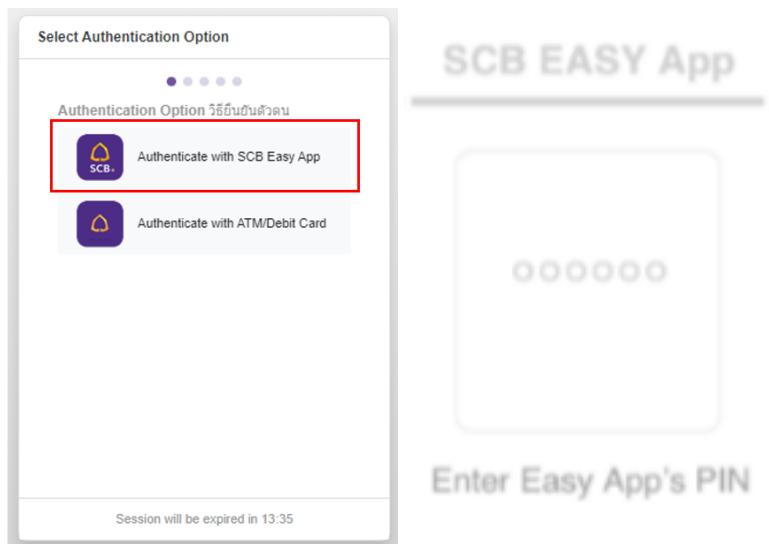 Select Authentication Option
Authentication Option วิธียืนยันตัวตน
SCB
Authenticate with SCB Easy App
Authenticate with ATM/Debit Card
Session will be expired in 13:35
SCB EASY App
Enter Easy App's PIN